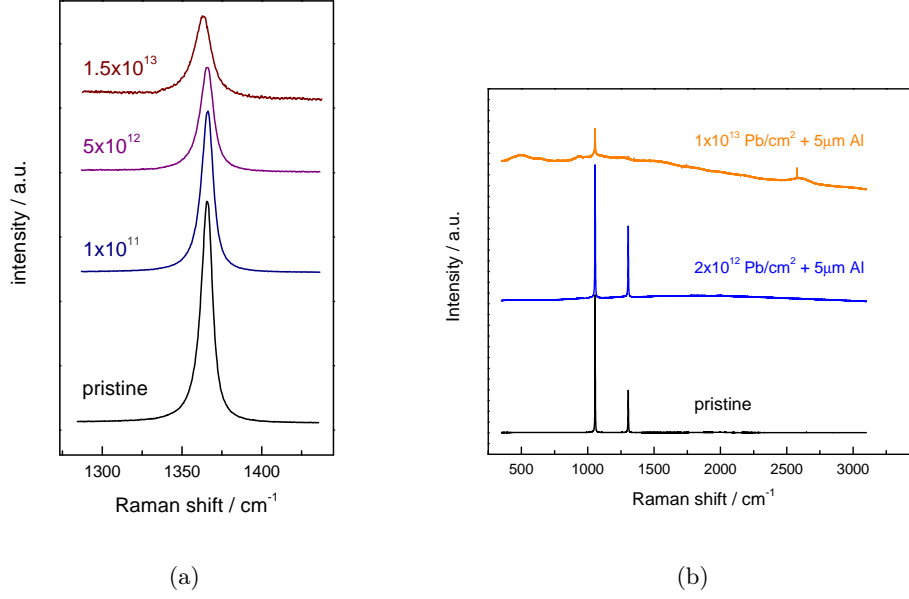 intensity / a.u.
1.5x10¹³
5x10¹²
1x10¹¹
pristine
1300 1350 1400
Raman shift / cm⁻¹
(a)
Intensity / a.u.
1x10¹³ Pb/cm² + 5μm Al
2x10¹² Pb/cm² + 5μm Al
pristine
500 1000 1500 2000 2500 3000
Raman shift / cm⁻¹
(b)